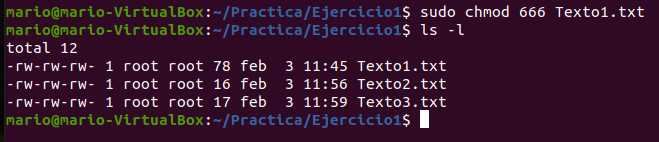 mario@mario-VirtualBox:~/Practica/Ejercicio1$ sudo chmod 666 Texto1.txt
mario@mario-VirtualBox:~/Practica/Ejercicio1$ ls -l
total 12
-rw-rw-rw- 1 root root 78 feb  3 11:45 Texto1.txt
-rw-rw-rw- 1 root root 16 feb  3 11:56 Texto2.txt
-rw-rw-rw- 1 root root 17 feb  3 11:59 Texto3.txt
mario@mario-VirtualBox:~/Practica/Ejercicio1$